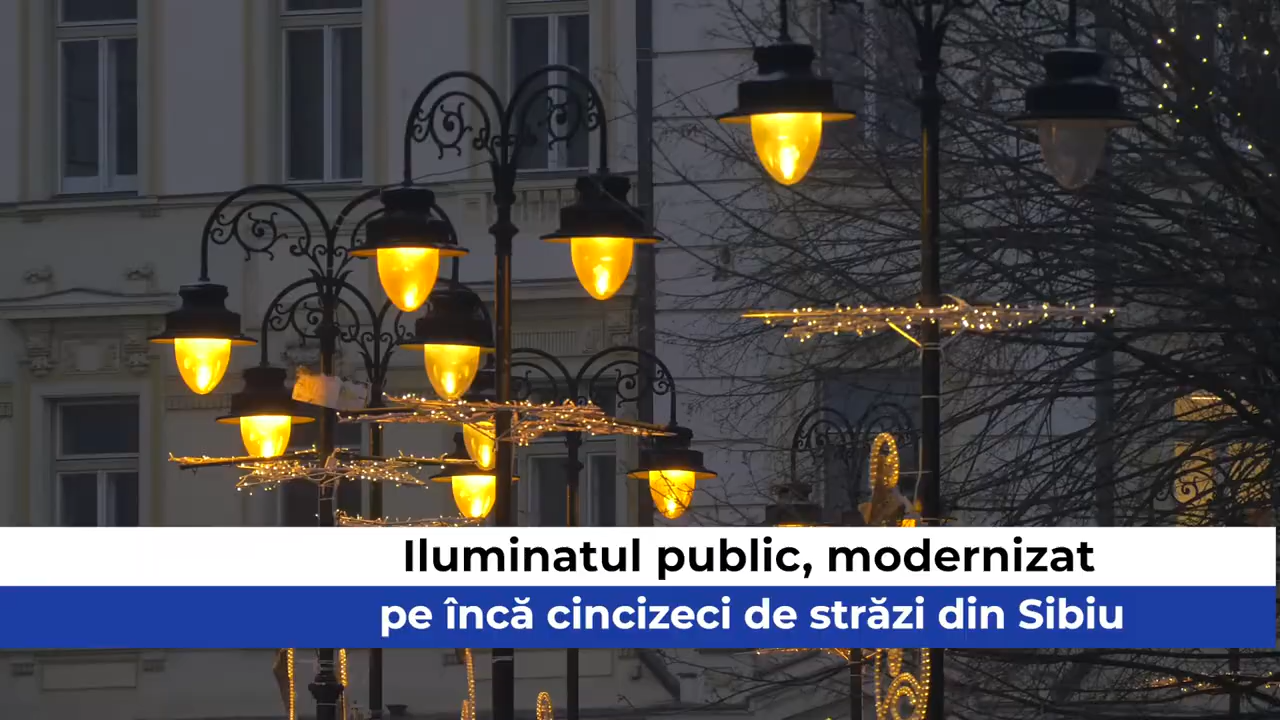 Iluminatul public, modernizat
pe încă cincizeci de străzi din Sibiu